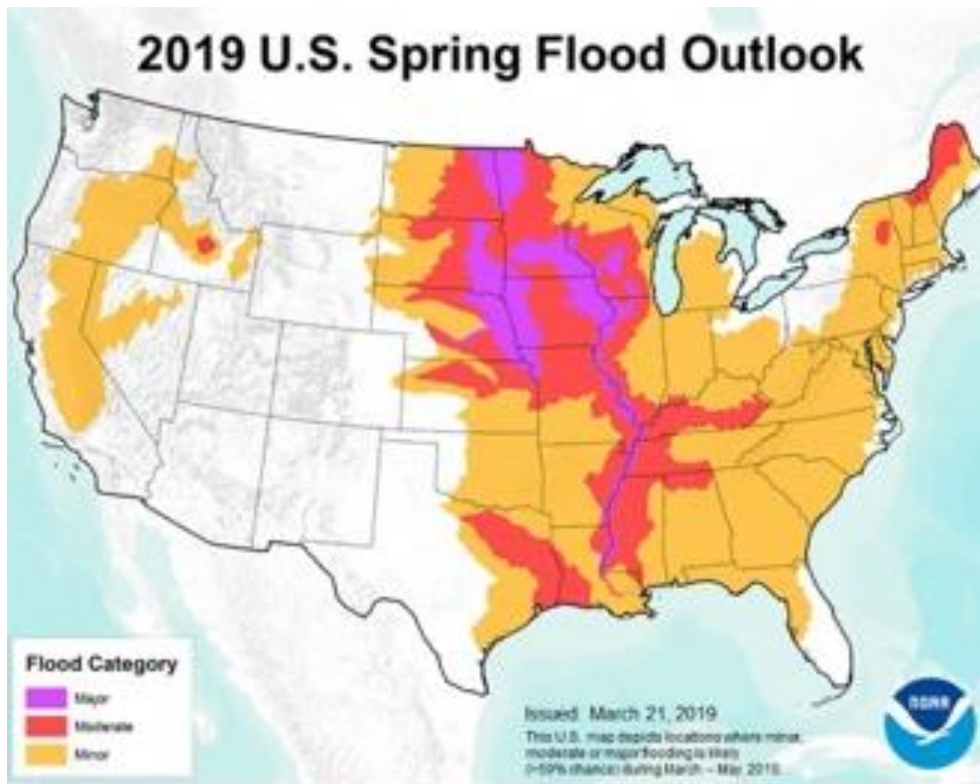 2019 U.S. Spring Flood Outlook
Flood Category
Major
Moderate
Minor
Issued: March 21, 2019
This U.S. map depicts locations where minor,
moderate or major flooding is likely
(>50% chance) during March - May, 2019.
NOAA